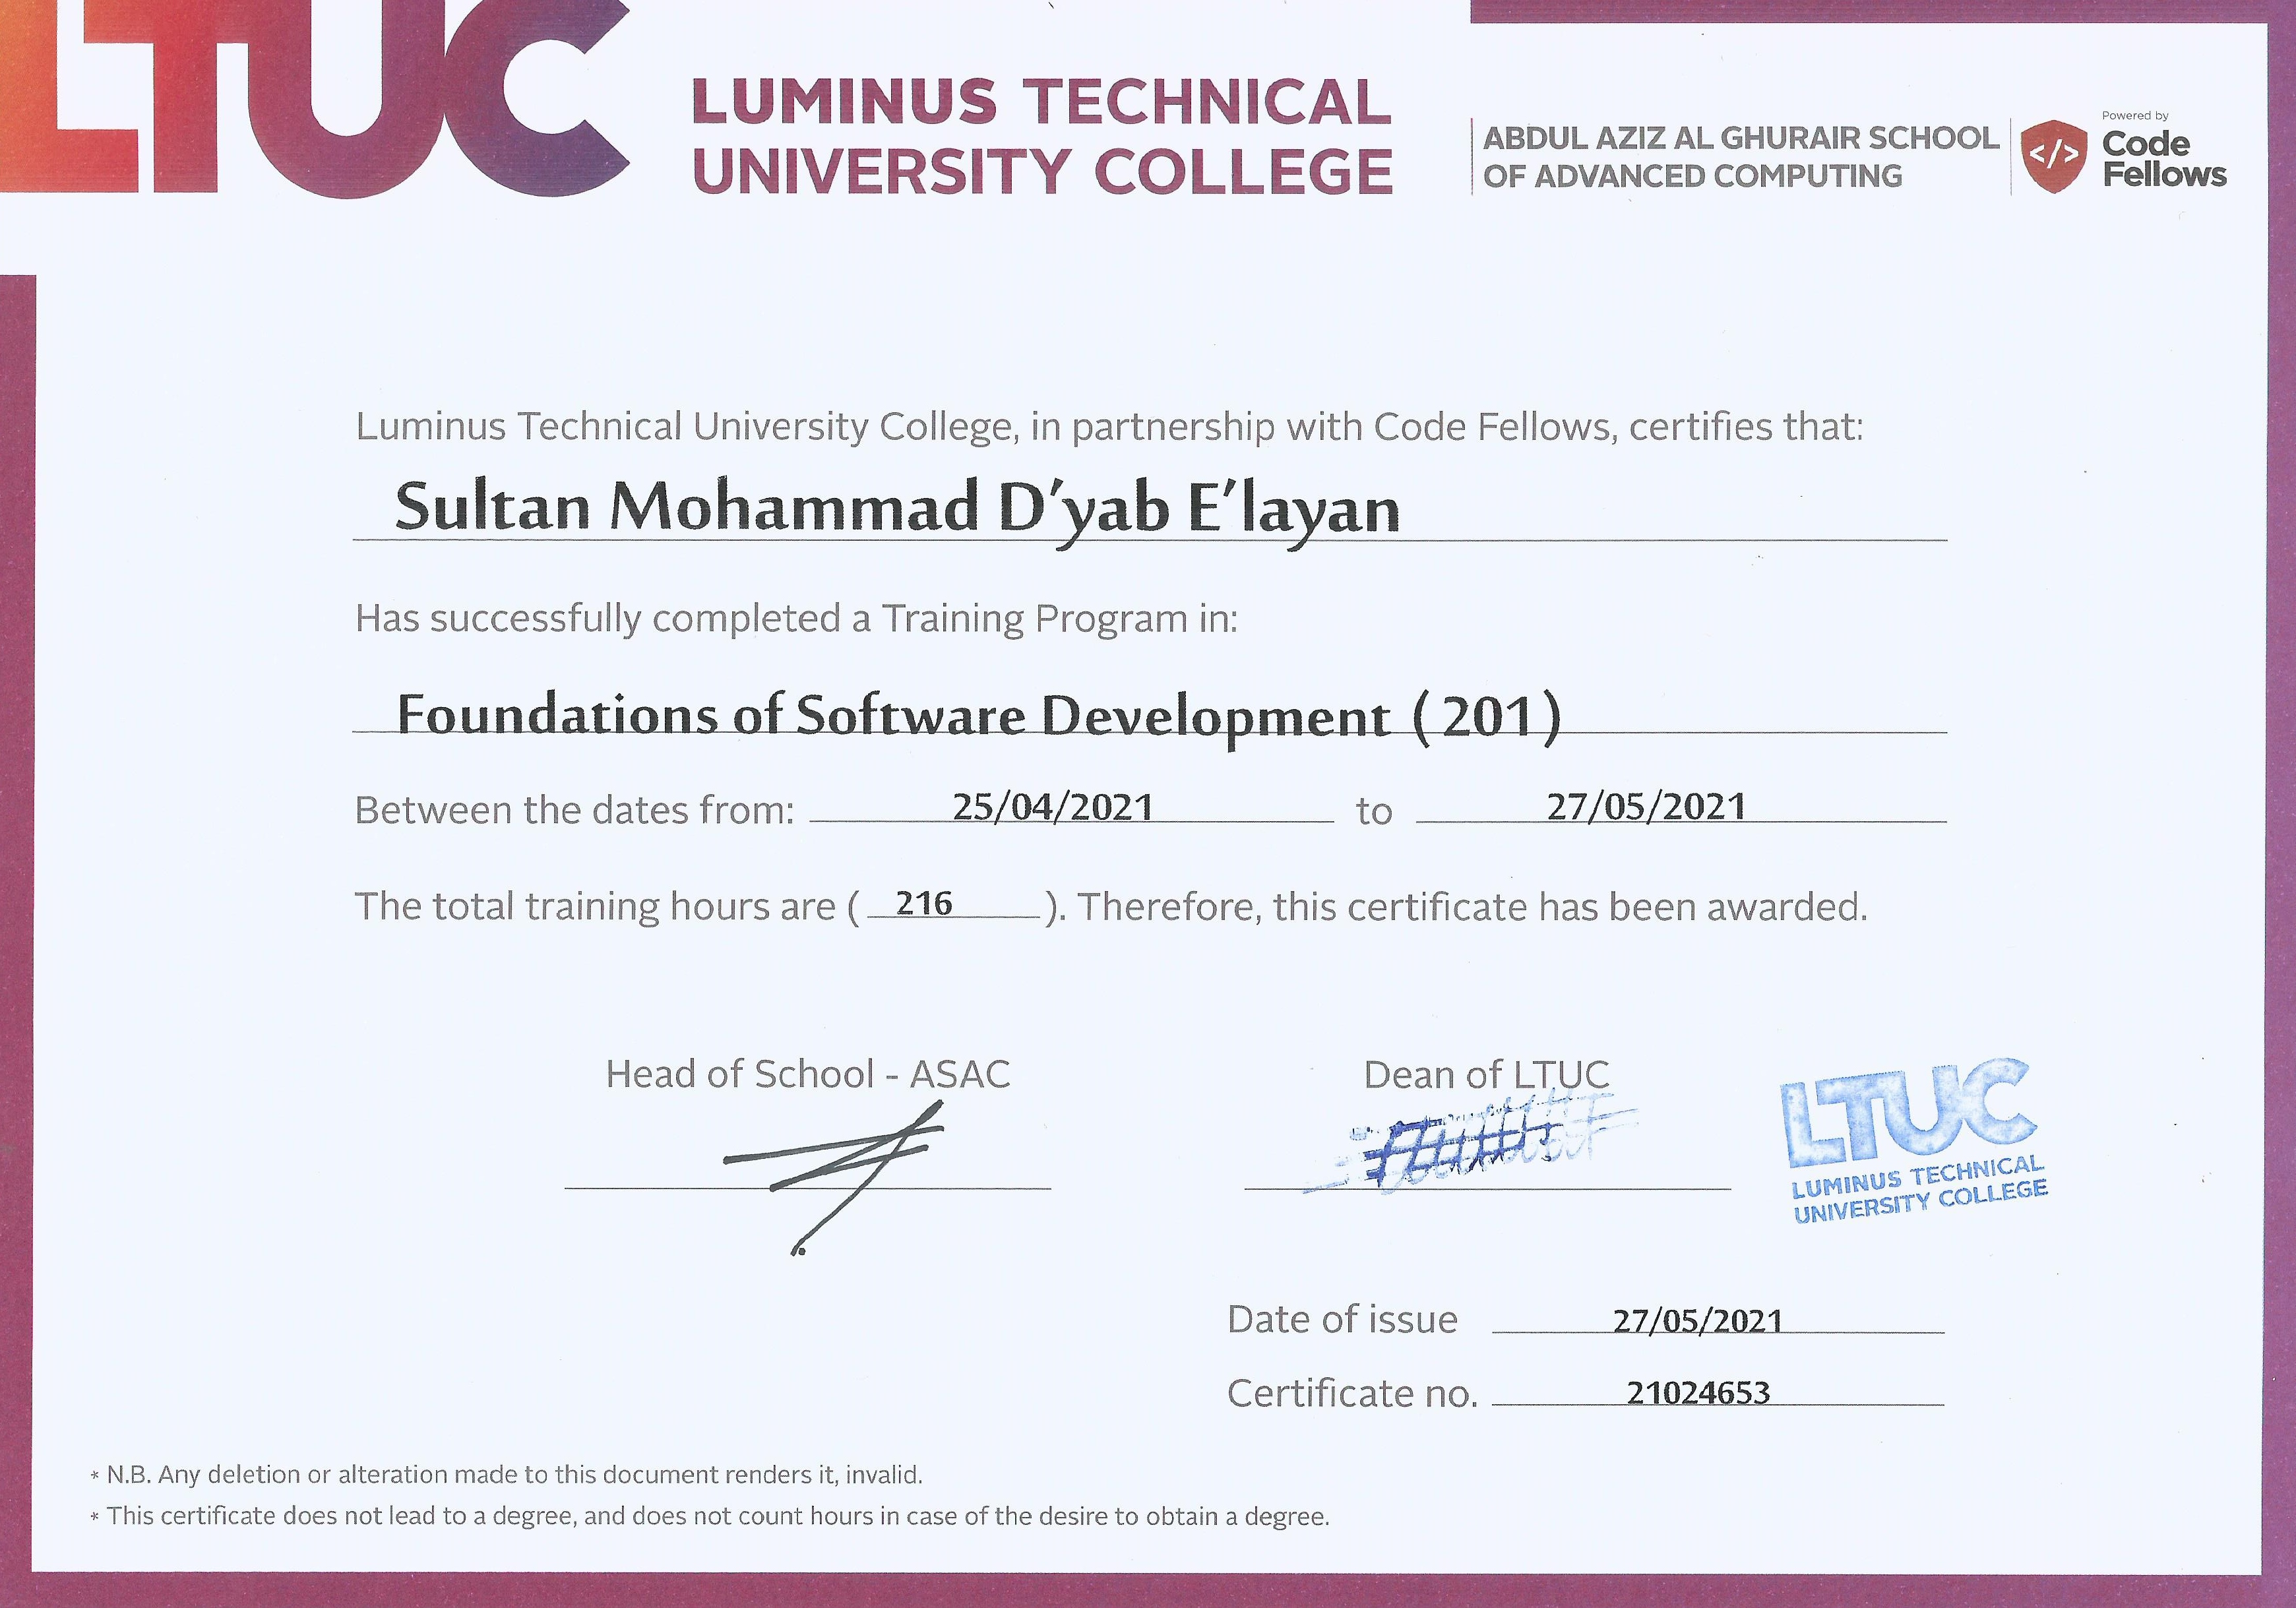 LTUC
LUMINUS TECHNICAL
UNIVERSITY COLLEGE
ABDUL AZIZ AL GHURAIR SCHOOL
OF ADVANCED COMPUTING
</>
Powered by
Code
Fellows
Luminus Technical University College, in partnership with Code Fellows, certifies that:
Sultan Mohammad D'yab E'layan
Has successfully completed a Training Program in:
Foundations of Software Development (201)
Between the dates from: 25/04/2021 to 27/05/2021
The total training hours are ( 216 ). Therefore, this certificate has been awarded.
Head of School - ASAC
Dean of LTUC
LTUC
LUMINUS TECHNICAL
UNIVERSITY COLLEGE
Date of issue 27/05/2021
Certificate no. 21024653
* N.B. Any deletion or alteration made to this document renders it, invalid.
* This certificate does not lead to a degree, and does not count hours in case of the desire to obtain a degree.